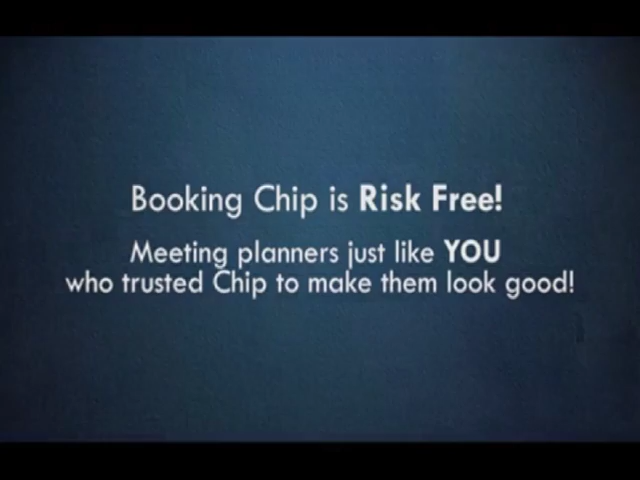 Booking Chip is Risk Free!
Meeting planners just like YOU
who trusted Chip to make them look good!